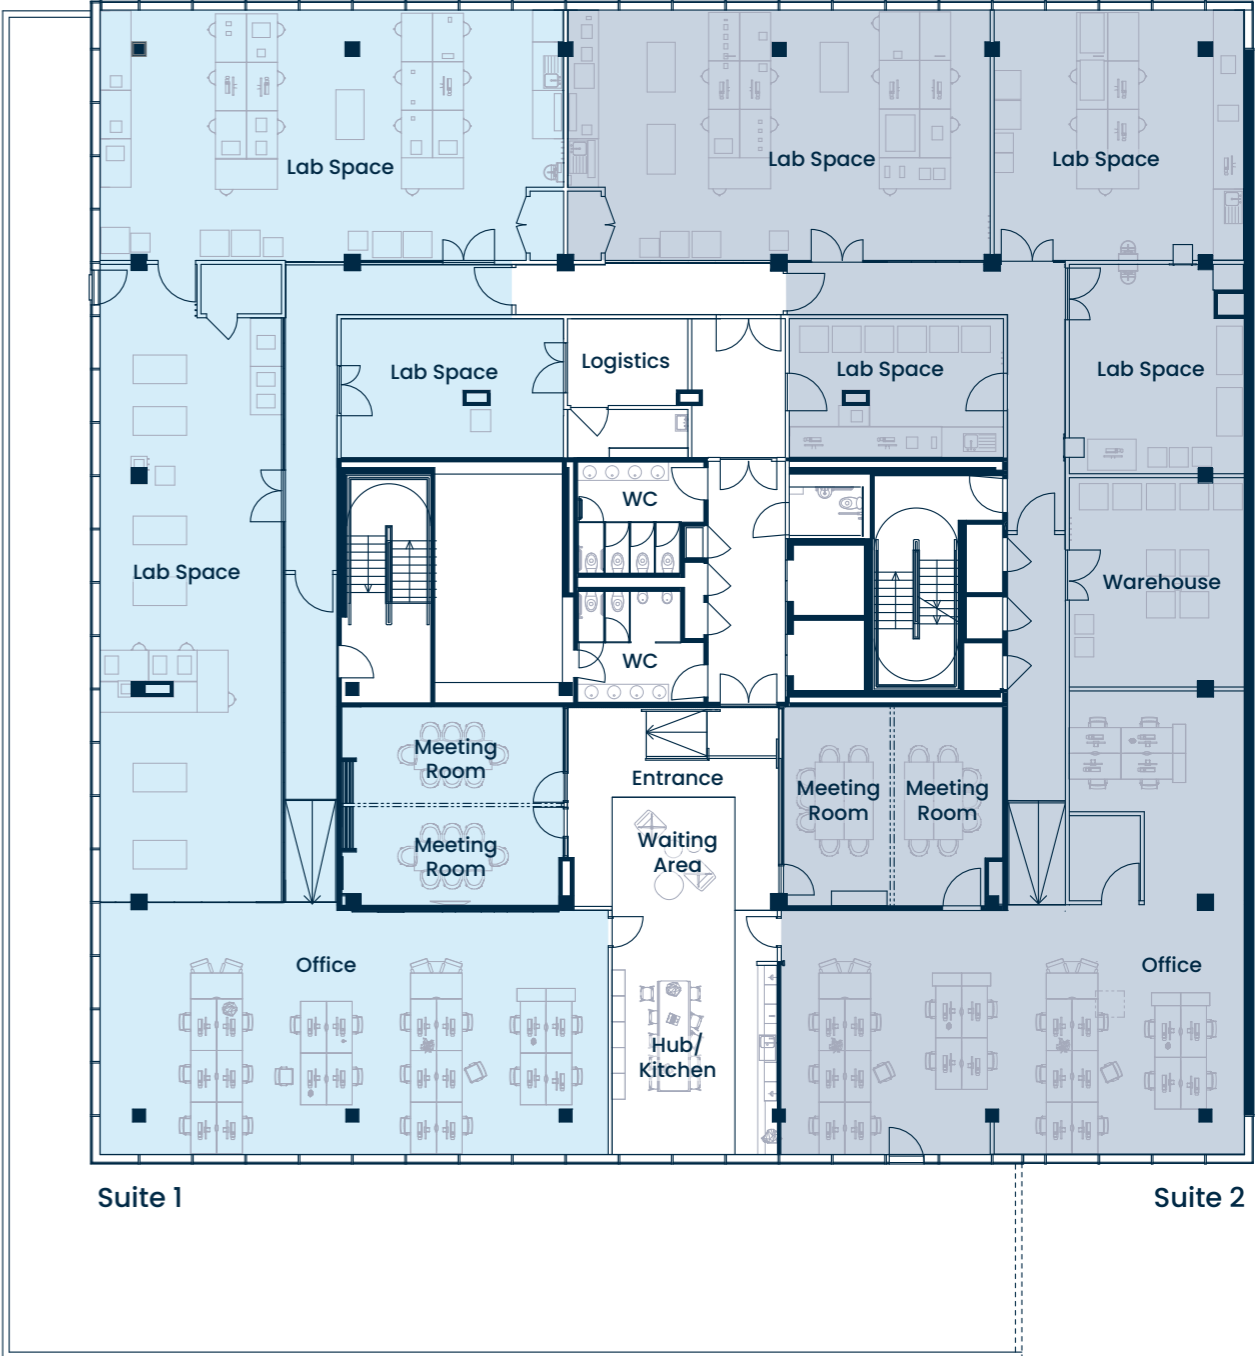 Lab Space
Lab Space
Lab Space
Lab Space
Logistics
Lab Space
Lab Space
WC
Lab Space
Warehouse
WC
Meeting
Room
Entrance
Meeting
Room
Meeting
Room
Meeting
Room
Waiting
Area
Office
Office
Hub/
Kitchen
Suite 1
Suite 2